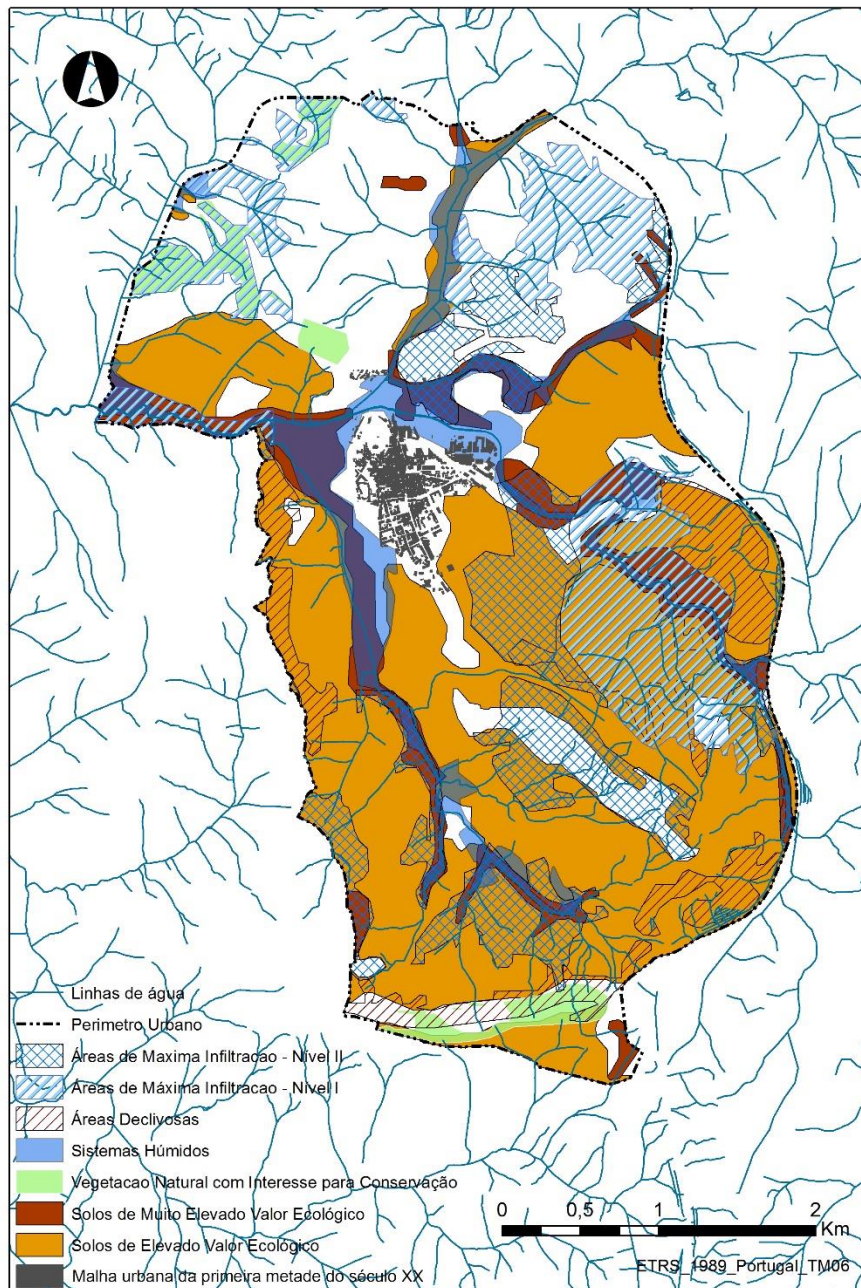 Linhas de água
Perimetro Urbano
Áreas de Maxima Infiltracao - Nível II
Áreas de Máxima Infiltracao - Nível I
Áreas Declivosas
Sistemas Húmidos
Vegetacao Natural com Interesse para Conservação
Solos de Muito Elevado Valor Ecológico
Solos de Elevado Valor Ecológico
Malha urbana da primeira metade do século XX
0 0,5 1 2
Km
ETRS_1989_Portugal_TM06